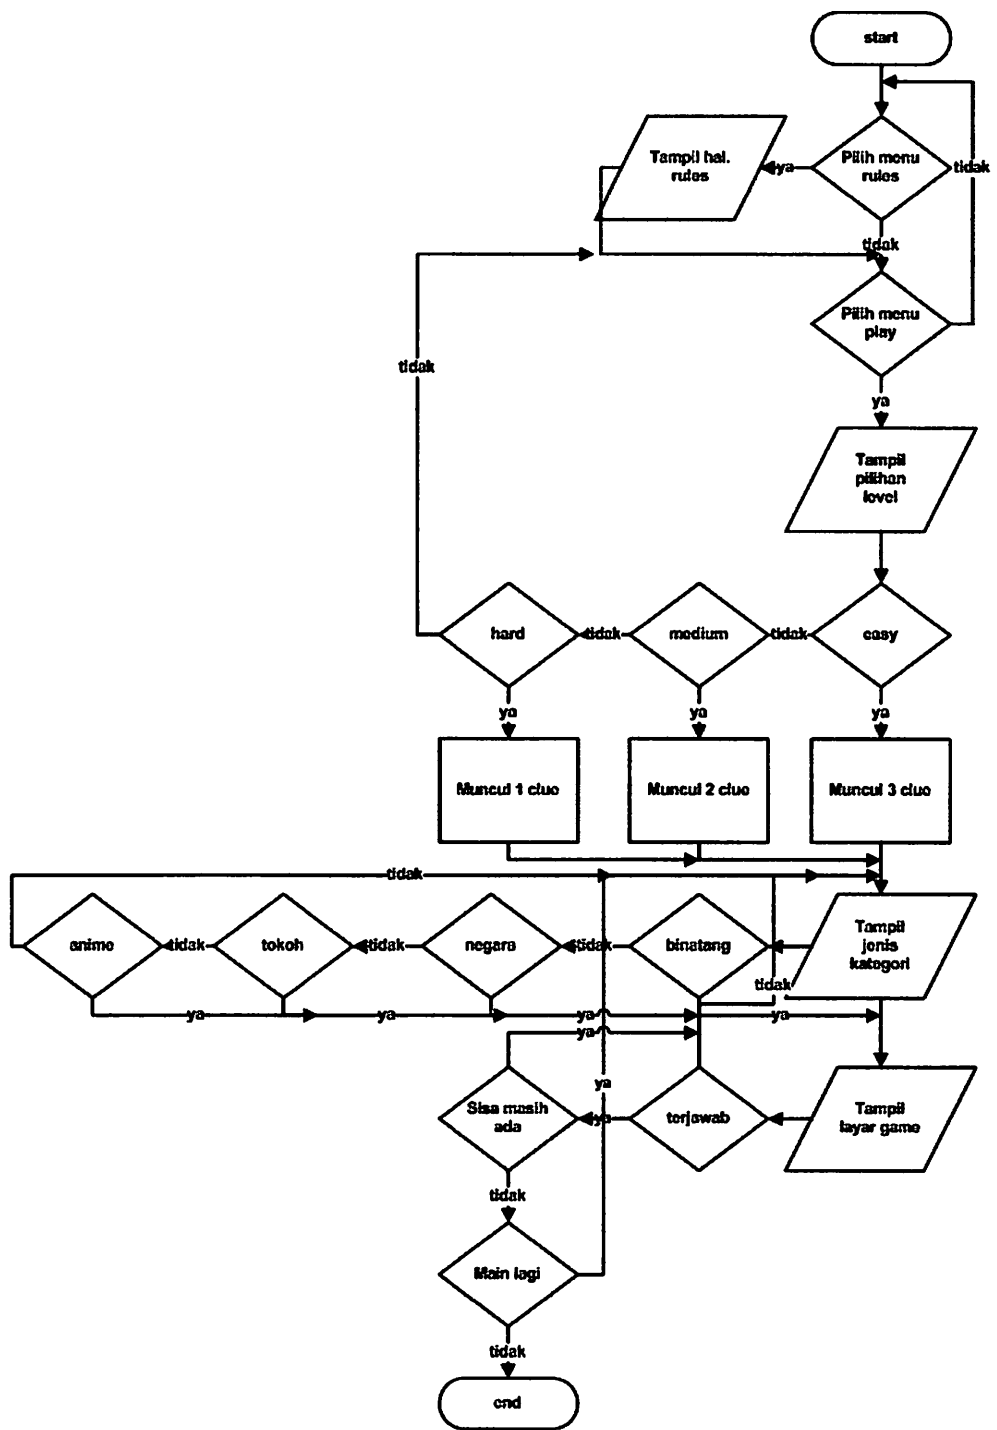 start
Tampil hal.
rules
ya
Pilih menu
rules
tidak
tidak
Pilih menu
play
tidak
ya
Tampil
pilihan
level
hard
tidak
medium
tidak
easy
ya
ya
ya
Muncul 1 clue
Muncul 2 clue
Muncul 3 clue
tidak
anime
tidak
tokoh
tidak
negara
tidak
binatang
Tampil
jenis
kategori
tidak
ya
ya
ya
ya
ya
ya
Sisa masih
ada
ya
terjawab
Tampil
layar game
tidak
Main lagi
tidak
end